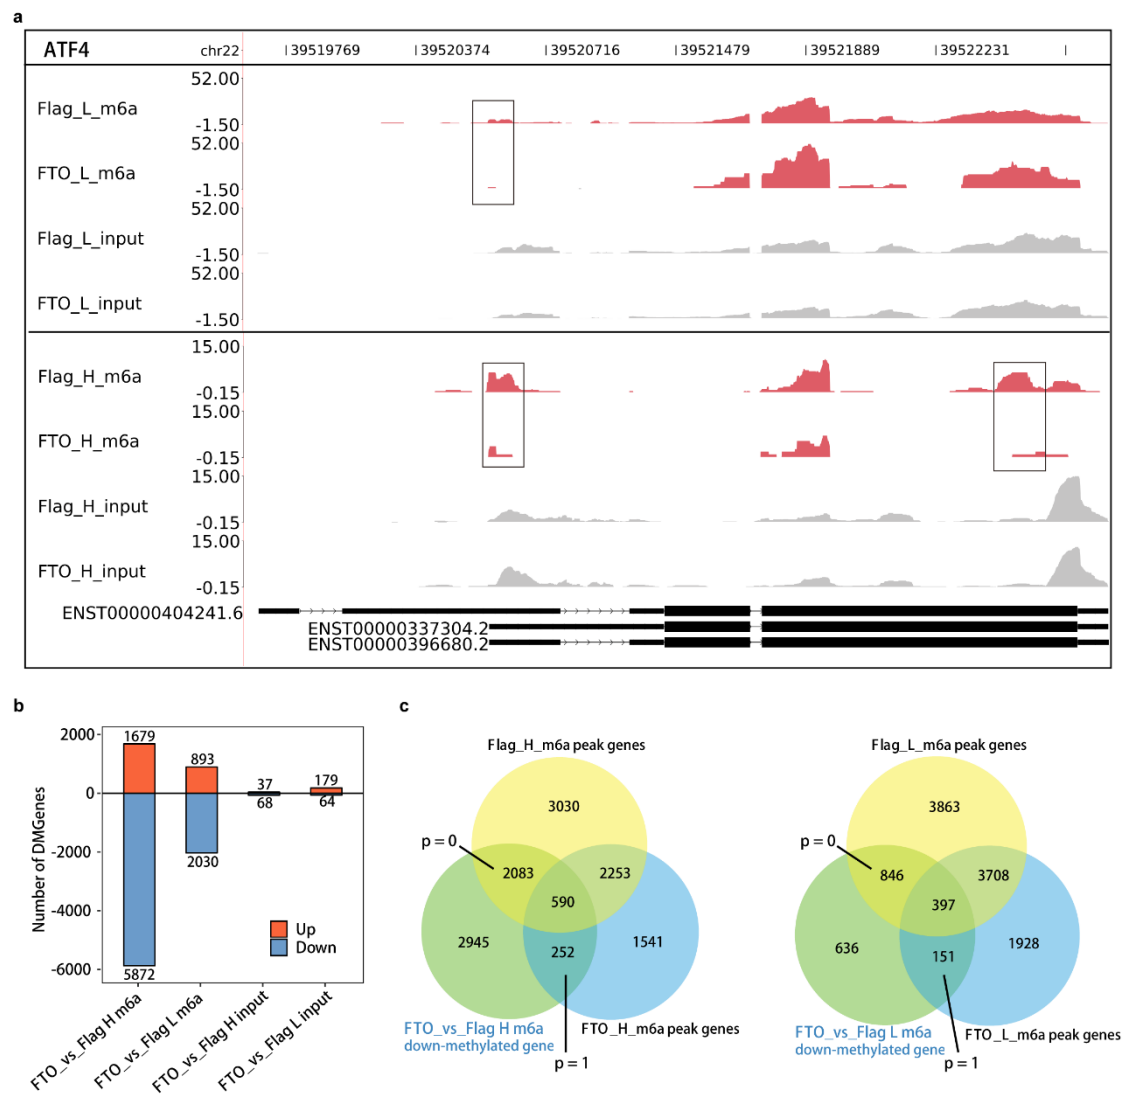 a
ATF4 chr22 39519769 39520374 39520716 39521479 39521889 39522231
52.00
Flag_L_m6a
-1.50
52.00
FTO_L_m6a
-1.50
52.00
Flag_L_input
-1.50
52.00
FTO_L_input
-1.50
15.00
Flag_H_m6a
-0.15
15.00
FTO_H_m6a
-0.15
15.00
Flag_H_input
-0.15
15.00
FTO_H_input
-0.15
ENST00000404241.6
ENST00000337304.2
ENST00000396680.2
b
Number of DMGenes
2000
0
-2000
-4000
-6000
1679
893
37
179
68
64
2030
5872
Up
Down
FTO_vs_Flag H m6a
FTO_vs_Flag L m6a
FTO_vs_Flag H input
FTO_vs_Flag L input
c
Flag_H_m6a peak genes
3030
p = 0
2083
2253
590
2945
252
1541
FTO_vs_Flag H m6a
down-methylated gene
FTO_H_m6a peak genes
p = 1
Flag_L_m6a peak genes
3863
p = 0
846
3708
397
636
151
1928
FTO_vs_Flag L m6a
down-methylated gene
FTO_L_m6a peak genes
p = 1